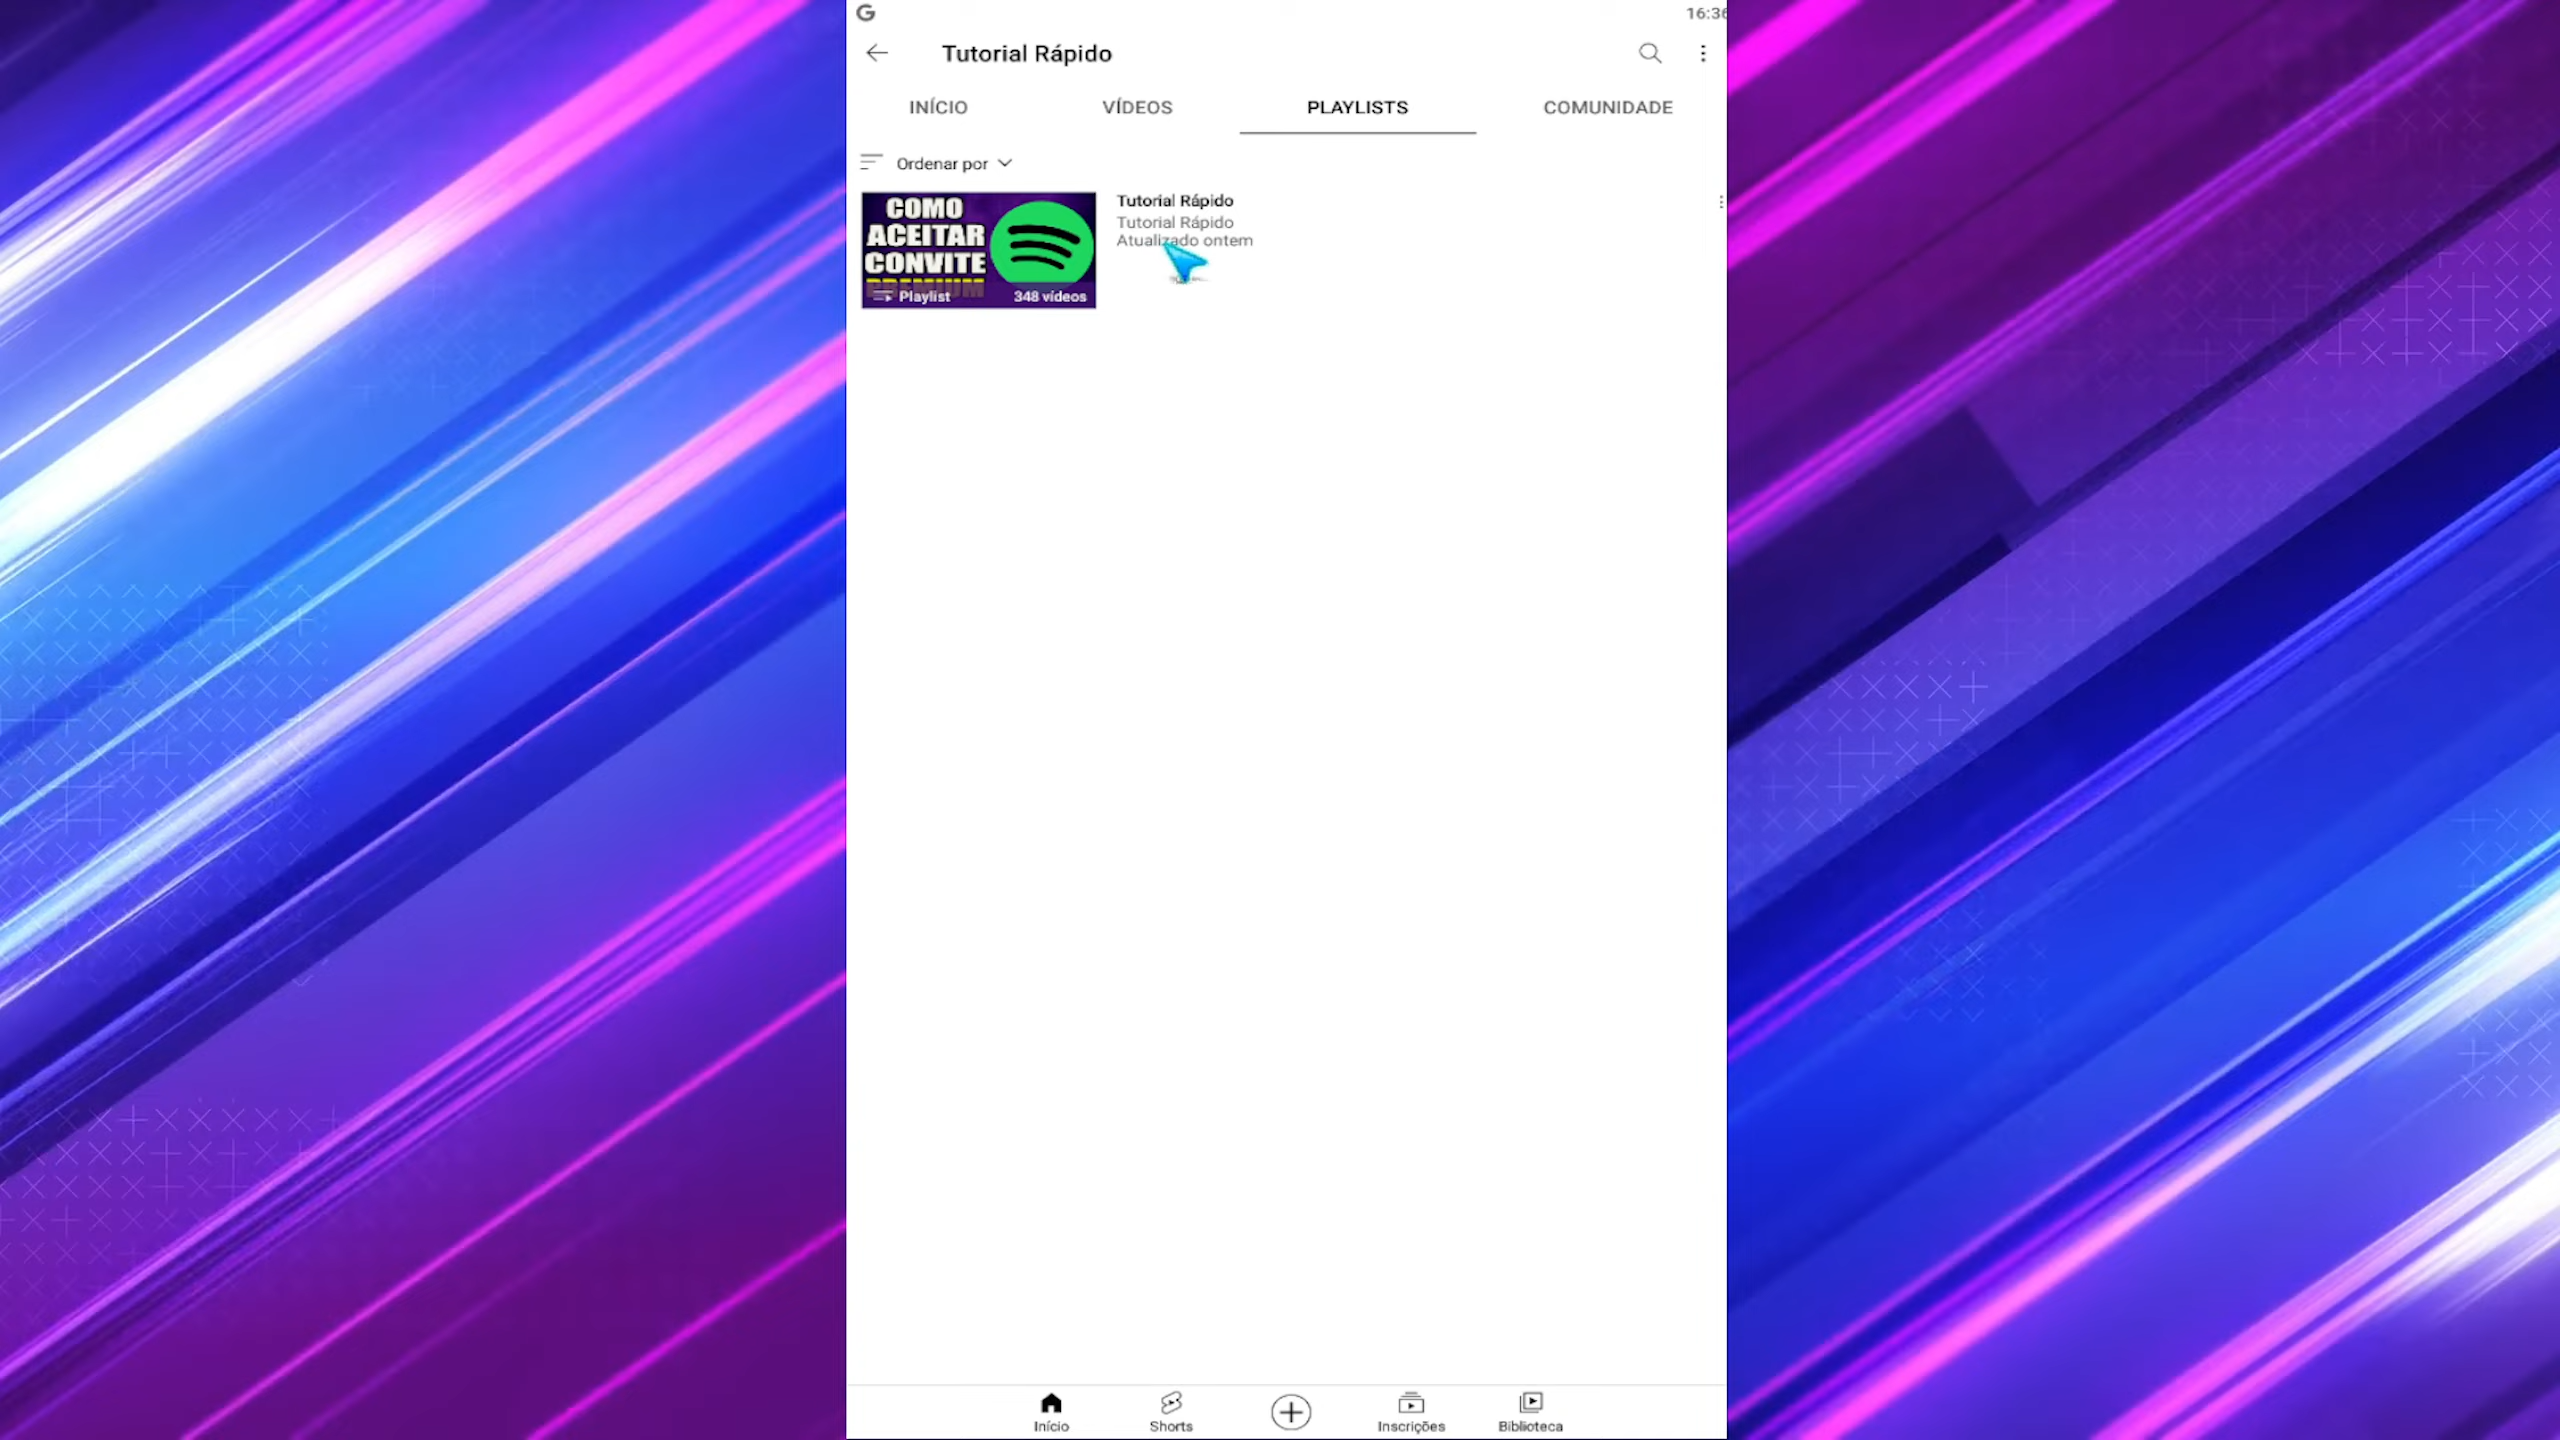 G
16:36
Tutorial Rápido
INÍCIO
VÍDEOS
PLAYLISTS
COMUNIDADE
Ordenar por
COMO
ACEITAR
CONVITE
PREMIUM
Playlist
348 vídeos
Tutorial Rápido
Tutorial Rápido
Atualizado ontem
Início
Shorts
Inscrições
Biblioteca